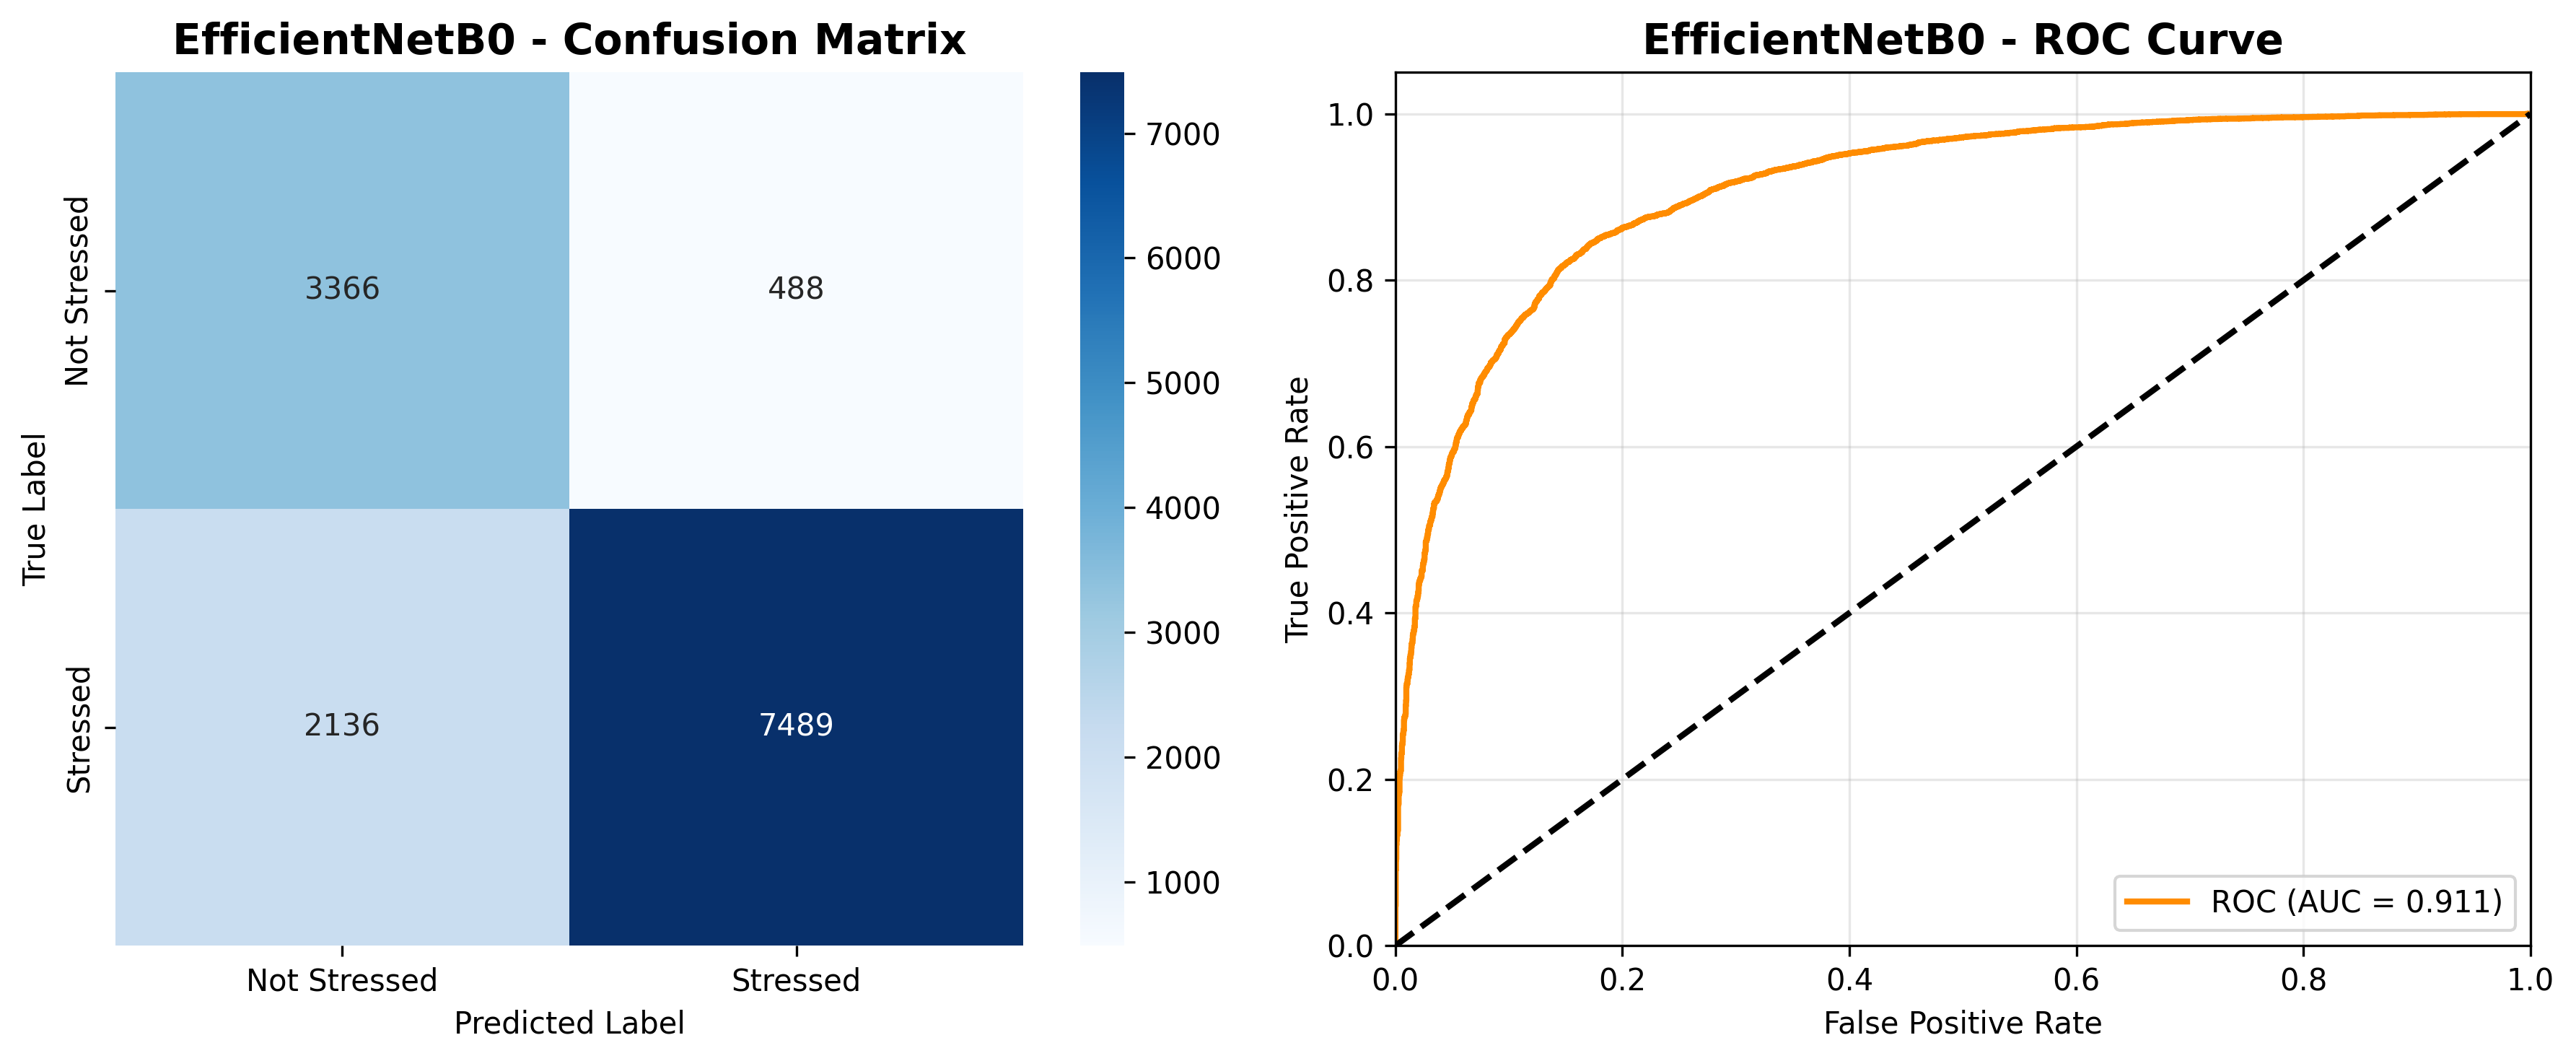 EfficientNetB0 - Confusion Matrix
True Label
Not Stressed
Stressed
3366
488
2136
7489
Not Stressed
Stressed
Predicted Label
7000
6000
5000
4000
3000
2000
1000
EfficientNetB0 - ROC Curve
True Positive Rate
1.0
0.8
0.6
0.4
0.2
0.0
0.0
0.2
0.4
0.6
0.8
1.0
False Positive Rate
ROC (AUC = 0.911)